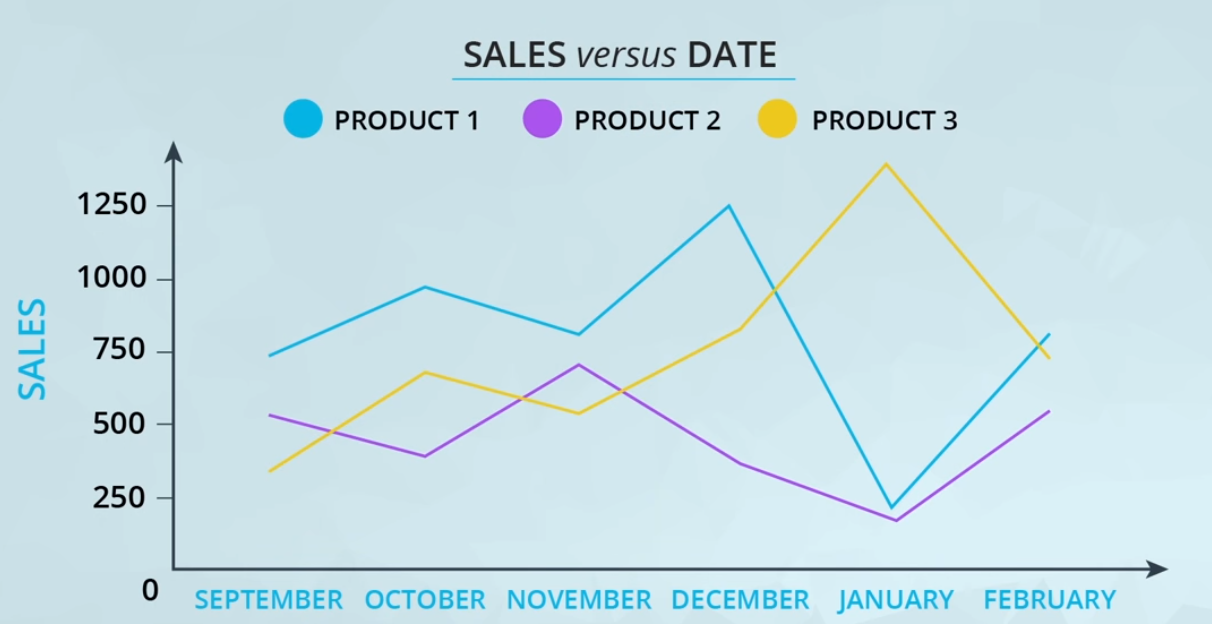 SALES versus DATE
PRODUCT 1 PRODUCT 2 PRODUCT 3
1250
1000
750
500
250
0
SALES
SEPTEMBER OCTOBER NOVEMBER DECEMBER JANUARY FEBRUARY